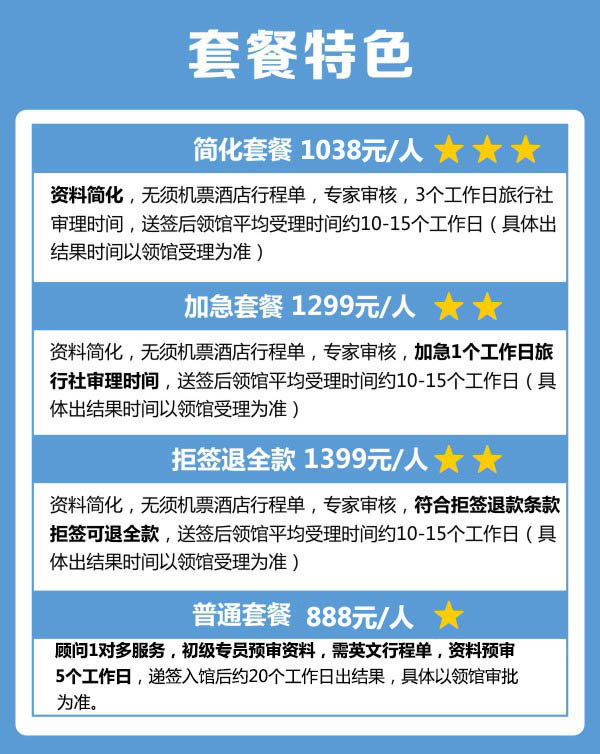 套餐特色
简化套餐 1038元/人
资料简化，无须机票酒店行程单，专家审核，3个工作日旅行社
审理时间，送签后领馆平均受理时间约10-15个工作日（具体出
结果时间以领馆受理为准）
加急套餐 1299元/人
资料简化，无须机票酒店行程单，专家审核，加急1个工作日旅
行社审理时间，送签后领馆平均受理时间约10-15个工作日（具
体出结果时间以领馆受理为准）
拒签退全款 1399元/人
资料简化，无须机票酒店行程单，专家审核，符合拒签退款条款
拒签可退全款，送签后领馆平均受理时间约10-15个工作日（具
体出结果时间以领馆受理为准）
普通套餐 888元/人
顾问1对多服务，初级专员预审资料，需英文行程单，资料预审
5个工作日，递签入馆后约20个工作日出结果，具体以领馆审批
为准。